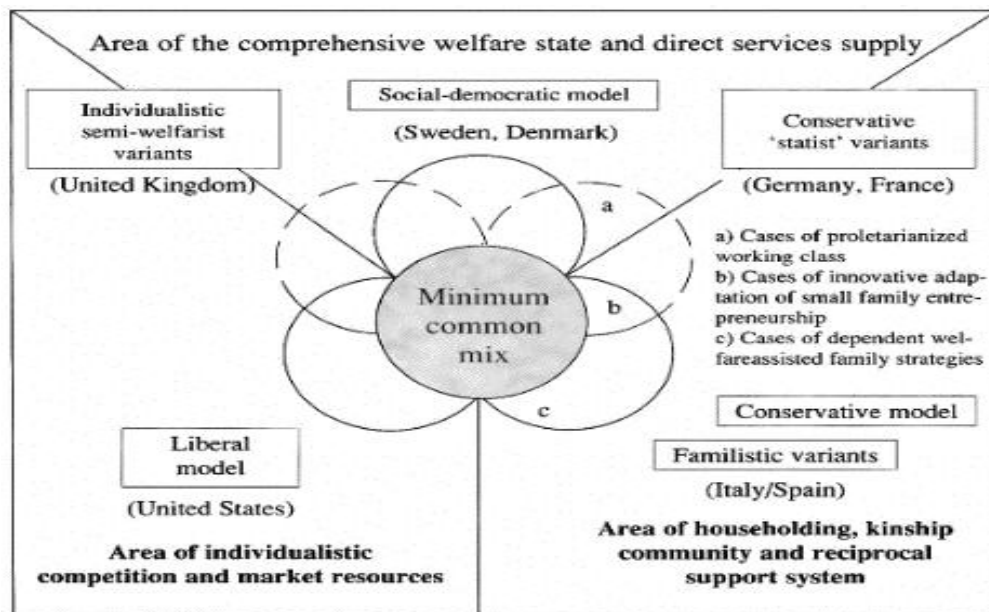 Area of the comprehensive welfare state and direct services supply
Individualistic
semi-welfarist
variants
(United Kingdom)
Social-democratic model
(Sweden, Denmark)
Conservative
'statist' variants
(Germany, France)
a
b
c
Minimum
common
mix
a) Cases of proletarianized
working class
b) Cases of innovative adap-
tation of small family entre-
preneurship
c) Cases of dependent wel-
fareassisted family strategies
Liberal
model
(United States)
Area of individualistic
competition and market resources
Conservative model
Familistic variants
(Italy/Spain)
Area of householding, kinship
community and reciprocal
support system